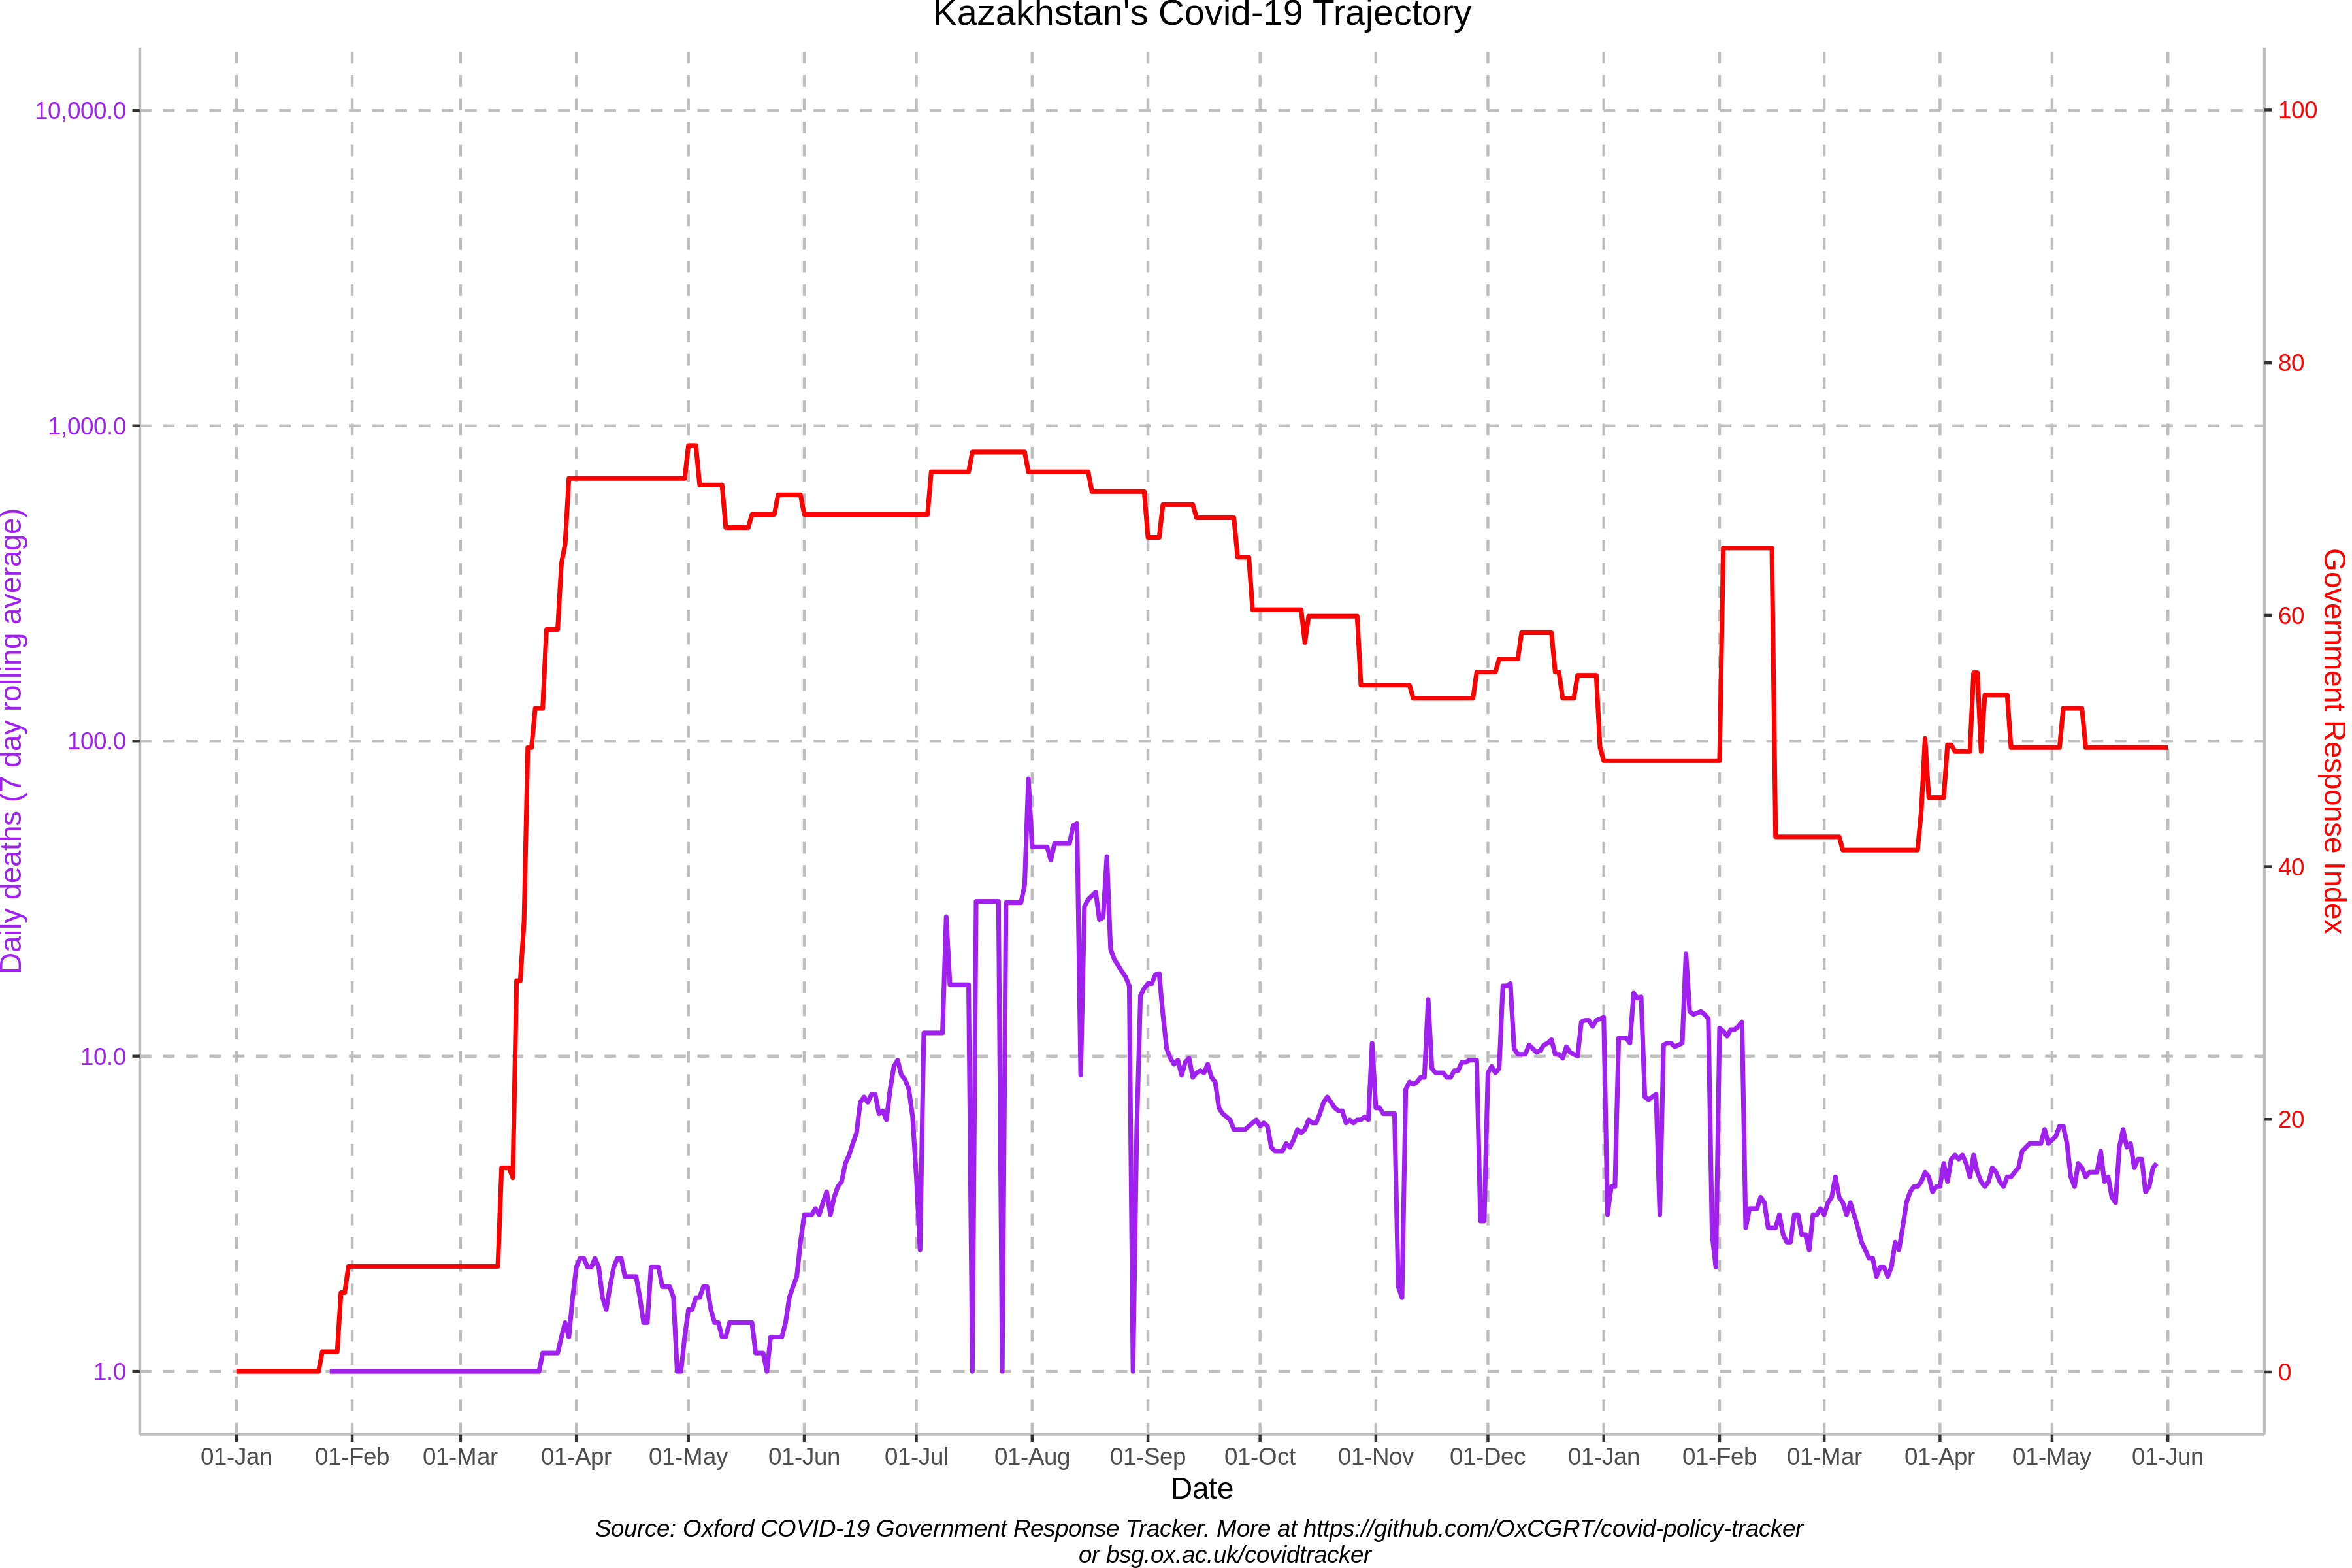 Kazakhstan's Covid-19 Trajectory
10,000.0
1,000.0
100.0
10.0
1.0
Daily deaths (7 day rolling average)
100
80
60
40
20
0
Government Response Index
01-Jan 01-Feb 01-Mar 01-Apr 01-May 01-Jun 01-Jul 01-Aug 01-Sep 01-Oct 01-Nov 01-Dec 01-Jan 01-Feb 01-Mar 01-Apr 01-May 01-Jun
Date
Source: Oxford COVID-19 Government Response Tracker. More at https://github.com/OxCGRT/covid-policy-tracker
or bsg.ox.ac.uk/covidtracker